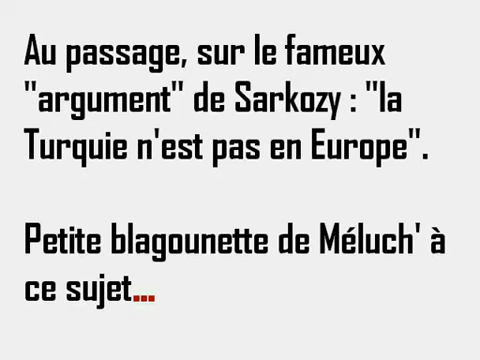 Au passage, sur le fameux
"argument" de Sarkozy : "la
Turquie n'est pas en Europe".
Petite blagounette de Méluch' à
ce sujet...